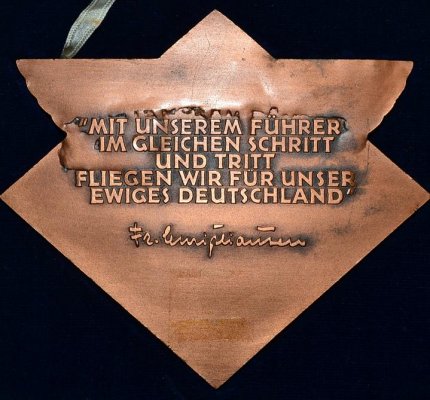 "MIT UNSEREM FÜHRER
IM GLEICHEN SCHRITT
UND TRITT
FLIEGEN WIR FÜR UNSER
EWIGES DEUTSCHLAND"
Fr. Christiansen